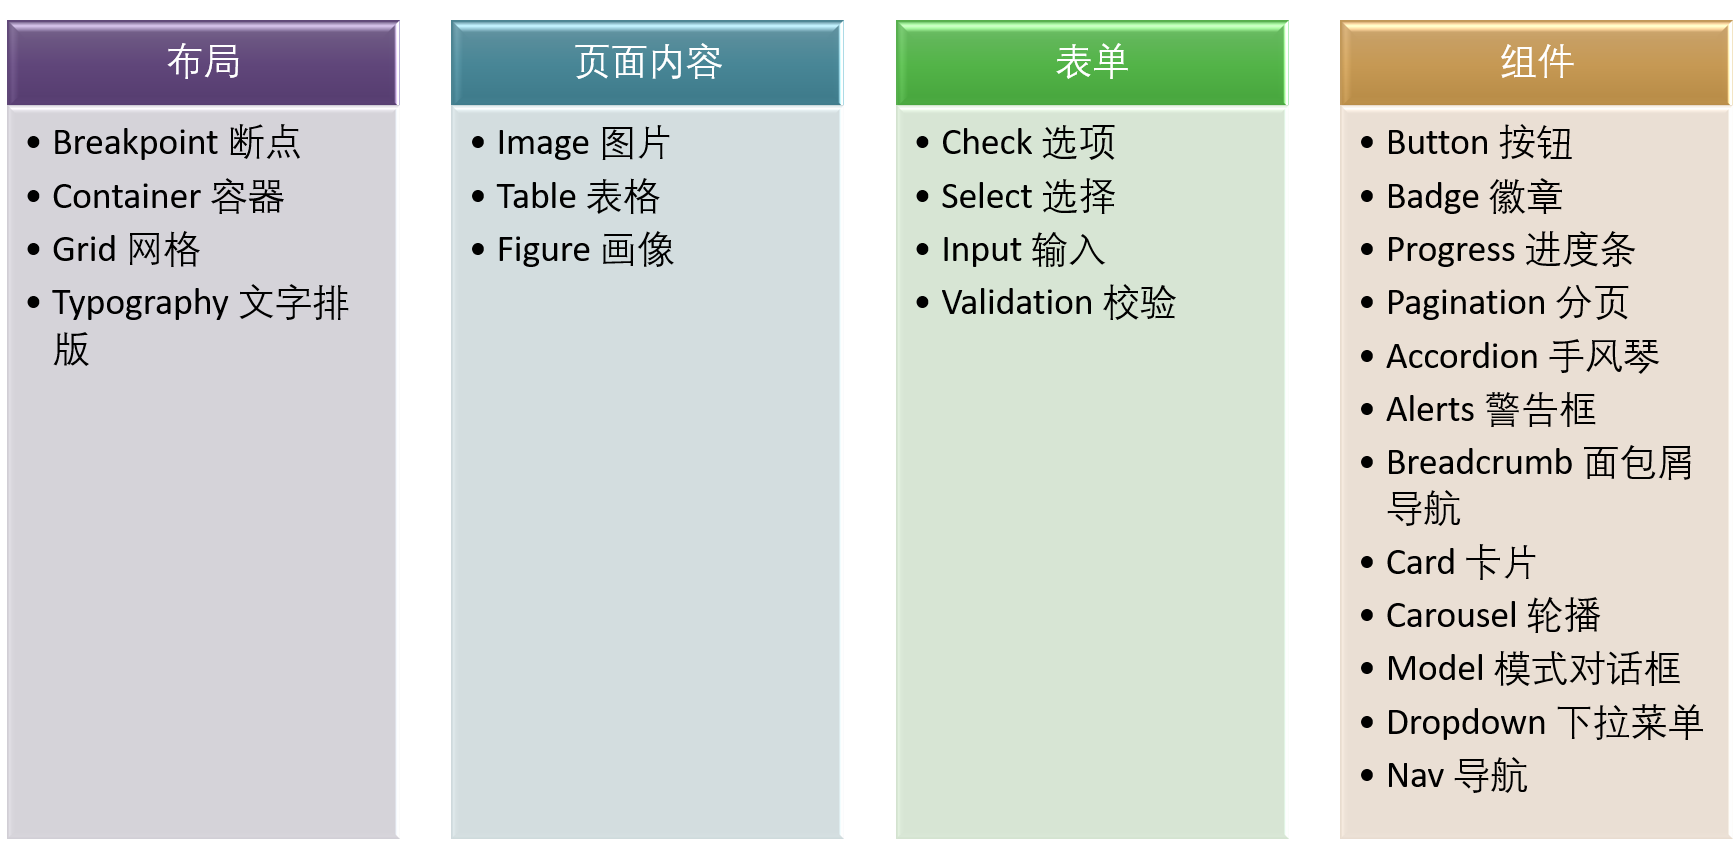 布局
• Breakpoint 断点
• Container 容器
• Grid 网格
• Typography 文字排
版
页面内容
• Image 图片
• Table 表格
• Figure 画像
表单
• Check 选项
• Select 选择
• Input 输入
• Validation 校验
组件
• Button 按钮
• Badge 徽章
• Progress 进度条
• Pagination 分页
• Accordion 手风琴
• Alerts 警告框
• Breadcrumb 面包屑
导航
• Card 卡片
• Carousel 轮播
• Model 模式对话框
• Dropdown 下拉菜单
• Nav 导航